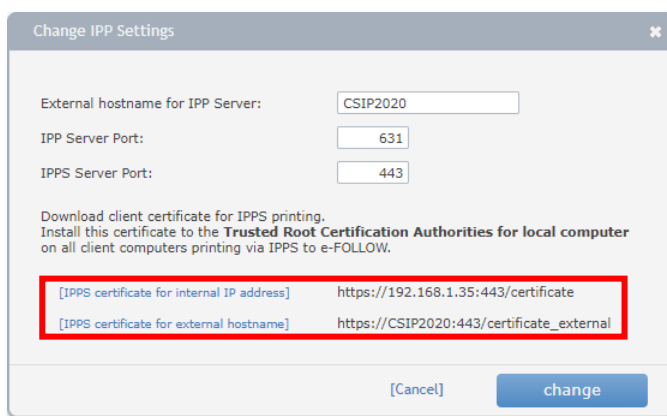 Change IPP Settings
External hostname for IPP Server: CSIP2020
IPP Server Port: 631
IPPS Server Port: 443
Download client certificate for IPPS printing.
Install this certificate to the Trusted Root Certification Authorities for local computer
on all client computers printing via IPPS to e-FOLLOW.
[IPPS certificate for internal IP address] https://192.168.1.35:443/certificate
[IPPS certificate for external hostname] https://CSIP2020:443/certificate_external
[Cancel] change